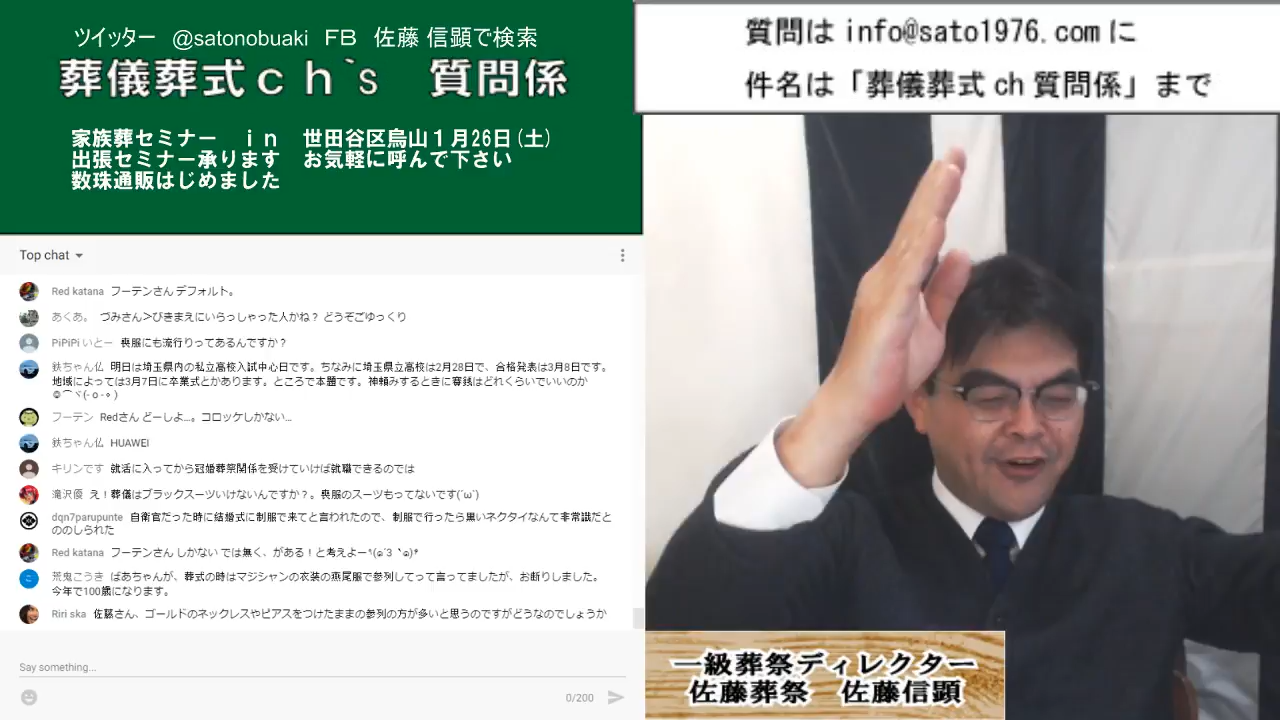 ツイッター @satonobuaki FB 佐藤 信顕で検索
葬儀葬式ch`s 質問係
家族葬セミナー in 世田谷区烏山1月26日(土)
出張セミナー承ります お気軽に呼んで下さい
数珠通販はじめました
質問は info@sato1976.com に
件名は「葬儀葬式 ch 質問係」まで
Top chat
Red katana フーテンさん デフォルト。
あくあ。 づみさん>びきまえにいらっしゃった人かね? どうぞごゆっくり
PiPiPi いとー 喪服にも流行りってあるんですか?
鉄ちゃん仏 明日は埼玉県内の私立高校入試中心日です。ちなみに埼玉県立高校は2月28日で、合格発表は3月8日です。
地域によっては3月7日に卒業式とかあります。ところで本題です。神頼みするときに賽銭はどれくらいでいいのか
フーテン Redさん どーしよ…。コロッケしかない…
鉄ちゃん仏 HUAWEI
キリンです 就活に入ってから冠婚葬祭関係を受けていけば就職できるのでは
滝沢優 え!葬儀はブラックスーツいけないんですか?。喪服のスーツもってないです(´ω`)
dqn7parupunte 自衛官だった時に結婚式に制服で来てと言われたので、制服で行ったら黒いネクタイなんて非常識だと
ののしられた
Red katana フーテンさん しかない では無く、がある!と考えよー
荒鬼こうき ばあちゃんが、葬式の時はマジシャンの衣装の燕尾服で参列してって言ってましたが、お断りしました。
今年で100歳になります。
Riri ska 佐藤さん、ゴールドのネックレスやピアスをつけたままの参列の方が多いと思うのですがどうなのでしょうか
Say something...
0/200
一級葬祭ディレクター
佐藤葬祭 佐藤信顕